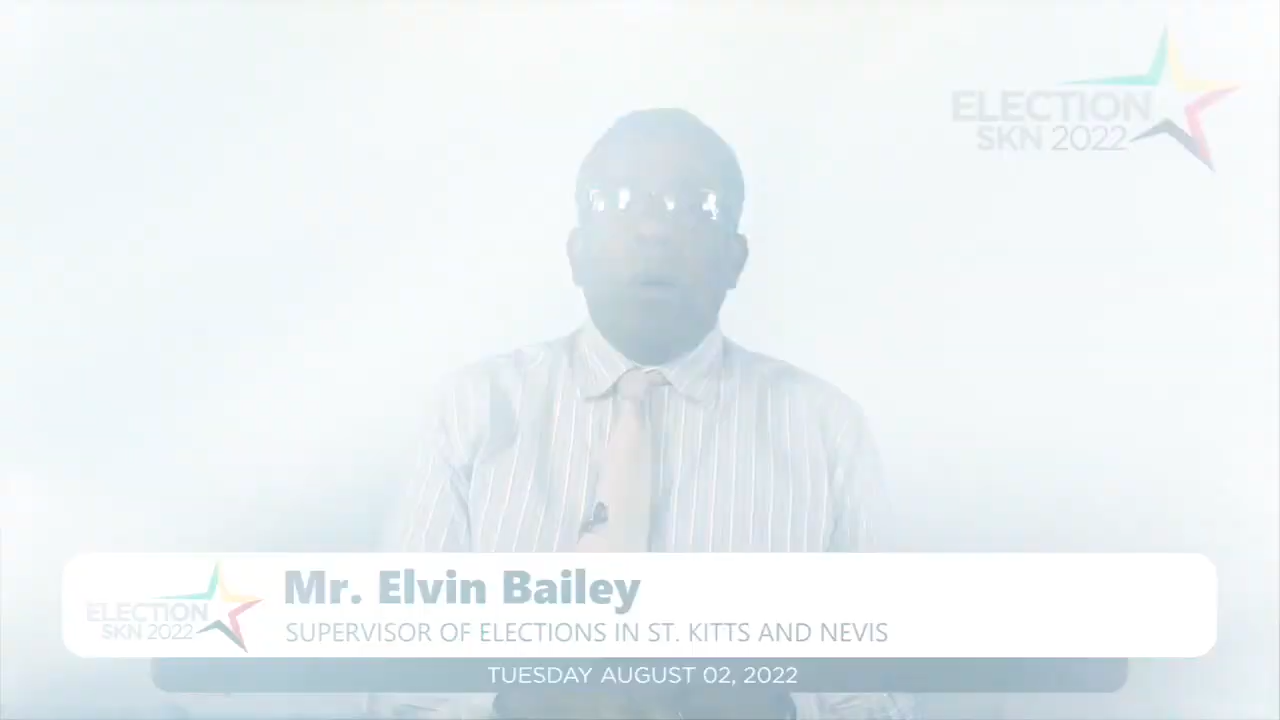 ELECTION
SKN 2022
ELECTION
SKN 2022
Mr. Elvin Bailey
SUPERVISOR OF ELECTIONS IN ST. KITTS AND NEVIS
TUESDAY AUGUST 02, 2022